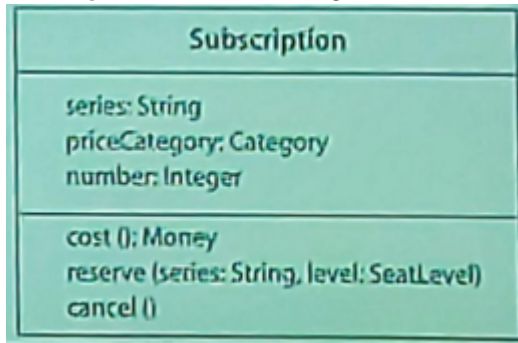 Subscription
series: String
priceCategory: Category
number: Integer
cost (): Money
reserve (series: String, level: SeatLevel)
cancel ()